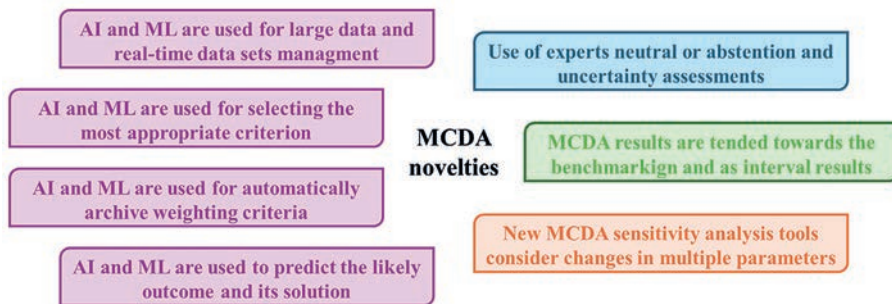 AI and ML are used for large data and
real-time data sets managment
AI and ML are used for selecting the
most appropriate criterion
AI and ML are used for automatically
archive weighting criteria
AI and ML are used to predict the likely
outcome and its solution
MCDA
novelties
Use of experts neutral or abstention and
uncertainty assessments
MCDA results are tended towards the
benchmarkign and as interval results
New MCDA sensitivity analysis tools
consider changes in multiple parameters